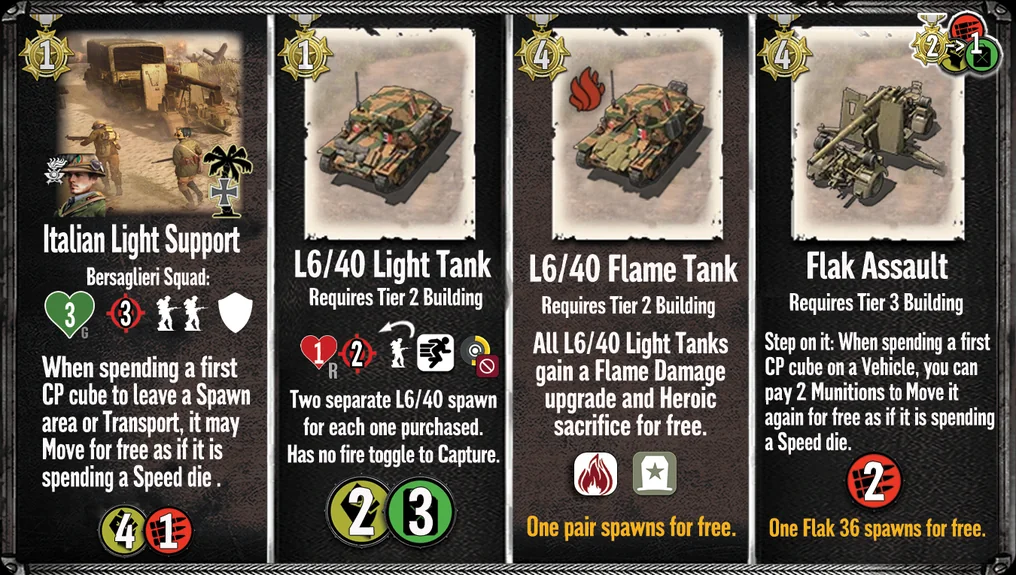 1
Italian Light Support
Bersaglieri Squad:
3
G
3
When spending a first
CP cube to leave a Spawn
area or Transport, it may
Move for free as if it is
spending a Speed die .
4
1
1
L6/40 Light Tank
Requires Tier 2 Building
1
R
2
Two separate L6/40 spawn
for each one purchased.
Has no fire toggle to Capture.
2
3
4
L6/40 Flame Tank
Requires Tier 2 Building
All L6/40 Light Tanks
gain a Flame Damage
upgrade and Heroic
sacrifice for free.
One pair spawns for free.
4
2->1
Flak Assault
Requires Tier 3 Building
Step on it: When spending a first
CP cube on a Vehicle, you can
pay 2 Munitions to Move it
again for free as if it is spending
a Speed die.
2
One Flak 36 spawns for free.